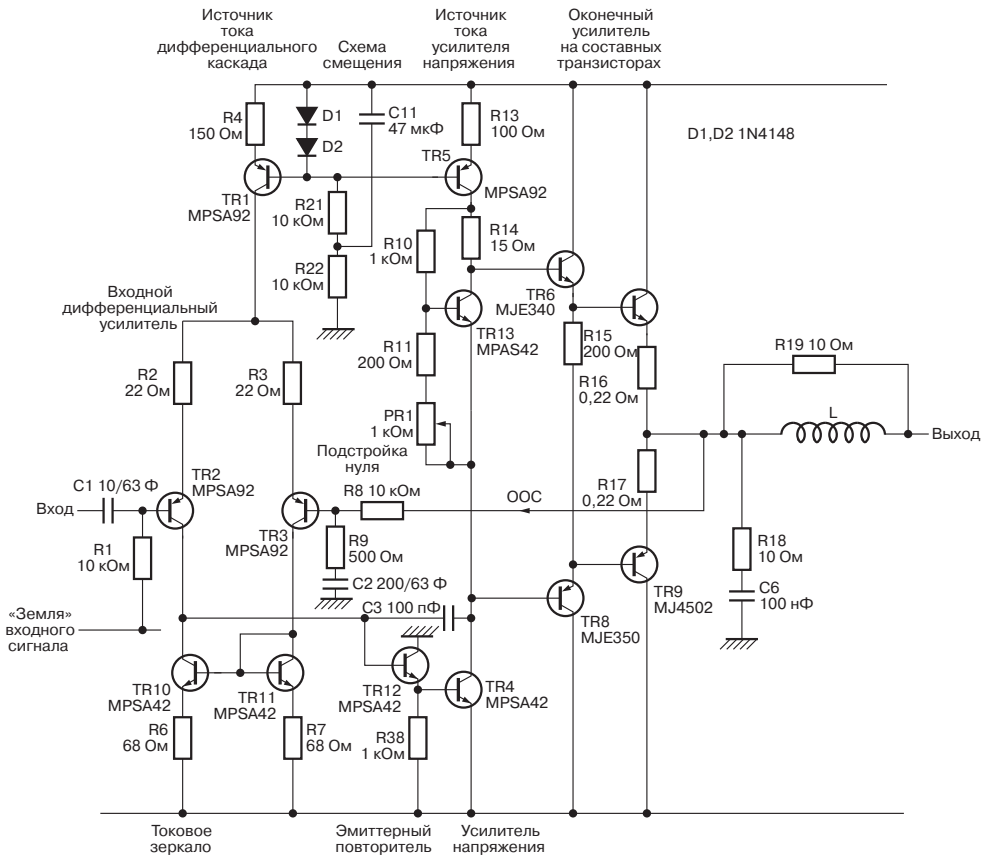 Источник
тока
дифференциального
каскада
Схема
смещения
Источник
тока
усилителя
напряжения
Оконечный
усилитель
на составных
транзисторах
R4
150 Ом
D1
D2
C11
47 мкФ
R13
100 Ом
D1,D2 1N4148
TR1
MPSA92
TR5
MPSA92
R21
10 кОм
R10
1 кОм
R14
15 Ом
R22
10 кОм
TR6
MJE340
Входной
дифференциальный
усилитель
TR13
MPAS42
R2
22 Ом
R3
22 Ом
R11
200 Ом
R15
200 Ом
R16
0,22 Ом
R19 10 Ом
PR1
1 кОм
L
Выход
Подстройка
нуля
TR2
MPSA92
C1 10/63 Ф
Вход
R8 10 кОм
ООС
R17
0,22 Ом
TR3
MPSA92
R1
10 кОм
R9
500 Ом
R18
10 Ом
C2 200/63 Ф
TR9
MJ4502
C6
100 нФ
C3 100 пФ
«Земля»
входного
сигнала
TR8
MJE350
TR10
MPSA42
TR11
MPSA42
TR12
MPSA42
TR4
MPSA42
R6
68 Ом
R7
68 Ом
R38
1 кОм
Токовое
зеркало
Эмиттерный
повторитель
Усилитель
напряжения